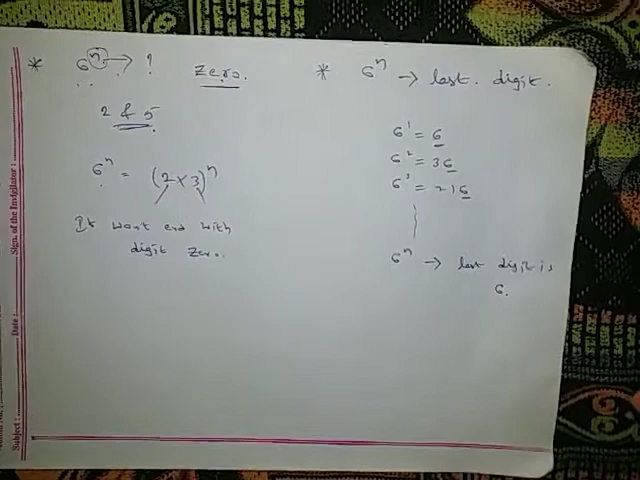 * 6ⁿ → ? zero.
2 & 5
6ⁿ = (2 x 3)ⁿ
It wont end with
digit zero.
* 6ⁿ → last digit.
6¹ = 6
6² = 36
6³ = 216
6ⁿ → last digit is
6.
Subject : Date : Sign. of the Invigilator :